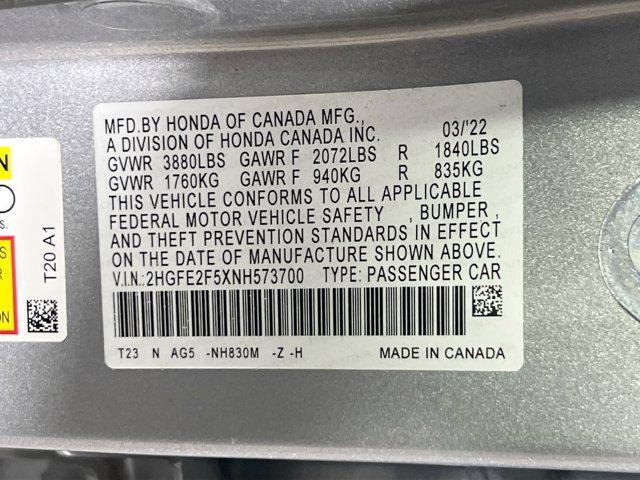 MFD.BY HONDA OF CANADA MFG.,
A DIVISION OF HONDA CANADA INC. 03/'22
GVWR 3880LBS GAWR F 2072LBS R 1840LBS
GVWR 1760KG GAWR F 940KG R 835KG
THIS VEHICLE CONFORMS TO ALL APPLICABLE
FEDERAL MOTOR VEHICLE SAFETY , BUMPER ,
AND THEFT PREVENTION STANDARDS IN EFFECT
ON THE DATE OF MANUFACTURE SHOWN ABOVE.
V.I.N.:2HGFE2F5XNH573700 TYPE: PASSENGER CAR
T23 N AG5 -NH830M -Z -H MADE IN CANADA
T20 A1